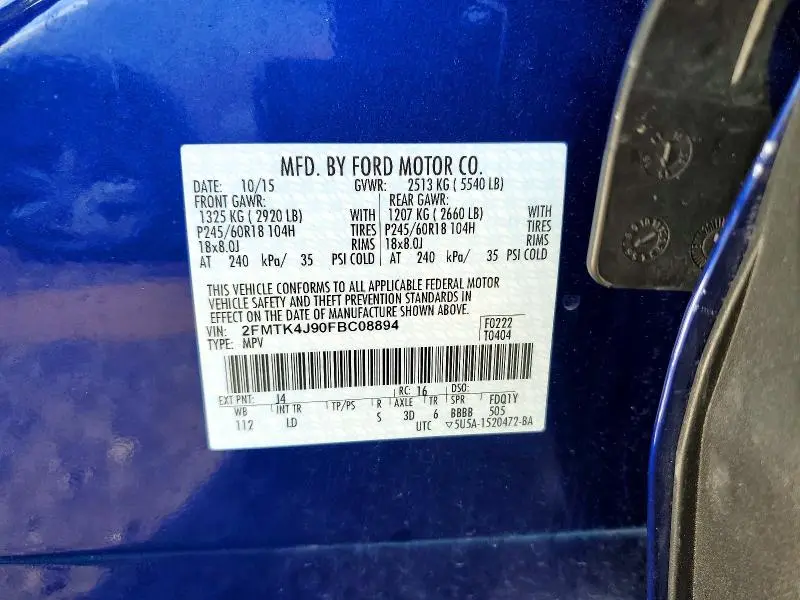 MFD. BY FORD MOTOR CO.
DATE: 10/15 GVWR: 2513 KG ( 5540 LB)
FRONT GAWR: REAR GAWR:
1325 KG ( 2920 LB) WITH 1207 KG ( 2660 LB) WITH
P245/60R18 104H TIRES P245/60R18 104H TIRES
18x8.0J RIMS 18x8.0J RIMS
AT 240 kPa/ 35 PSI COLD AT 240 kPa/ 35 PSI COLD
THIS VEHICLE CONFORMS TO ALL APPLICABLE FEDERAL MOTOR
VEHICLE SAFETY AND THEFT PREVENTION STANDARDS IN
EFFECT ON THE DATE OF MANUFACTURE SHOWN ABOVE.
VIN: 2FMTK4J90FBC08894 F0222
TYPE: MPV T0404
EXT PNT: J4 RC: 16 DSO:
WB INT TR TP/PS R AXLE TR SPR FDQ1Y
112 LD S 3D 6 BBBB 505
UTC ▽5U5A-1520472-BA